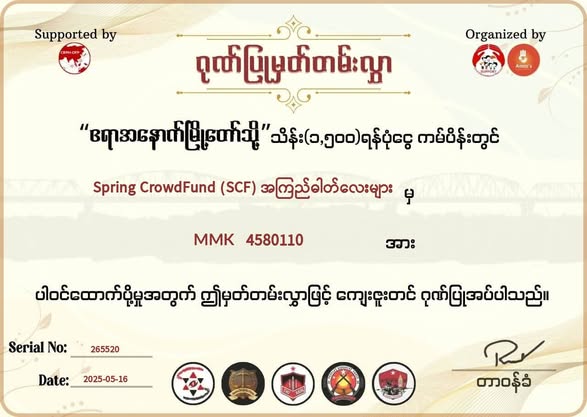 Supported by
Organized by
CRPH-GRP
SUPPORT
Anna's
ဂုဏ်ပြုမှတ်တမ်းလွှာ
“ဧရာအနောက်မြို့တော်သို့” သိန်း(၁,၅၀၀)ရန်ပုံငွေ ကမ်ပိန်းတွင်
Spring CrowdFund (SCF) အကြည်ဓါတ်လေးများ မှ
MMK 4580110 အား
ပါဝင်ထောက်ပို့မှုအတွက် ဤမှတ်တမ်းလွှာဖြင့် ကျေးဇူးတင် ဂုဏ်ပြုအပ်ပါသည်။
Serial No: 265520
Date: 2025-05-16
တာဝန်ခံ